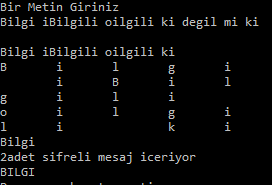 Bir Metin Giriniz
Bilgi iBilgili oilgili ki degil mi ki
Bilgi iBilgili oilgili ki
B i l g i
i B i l
g i l i
o i l g i
l i k i
Bilgi
2adet sifreli mesaj iceriyor
BILGI